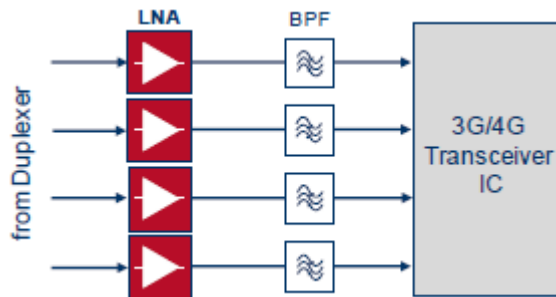 LNA
BPF
from Duplexer
3G/4G
Transceiver
IC